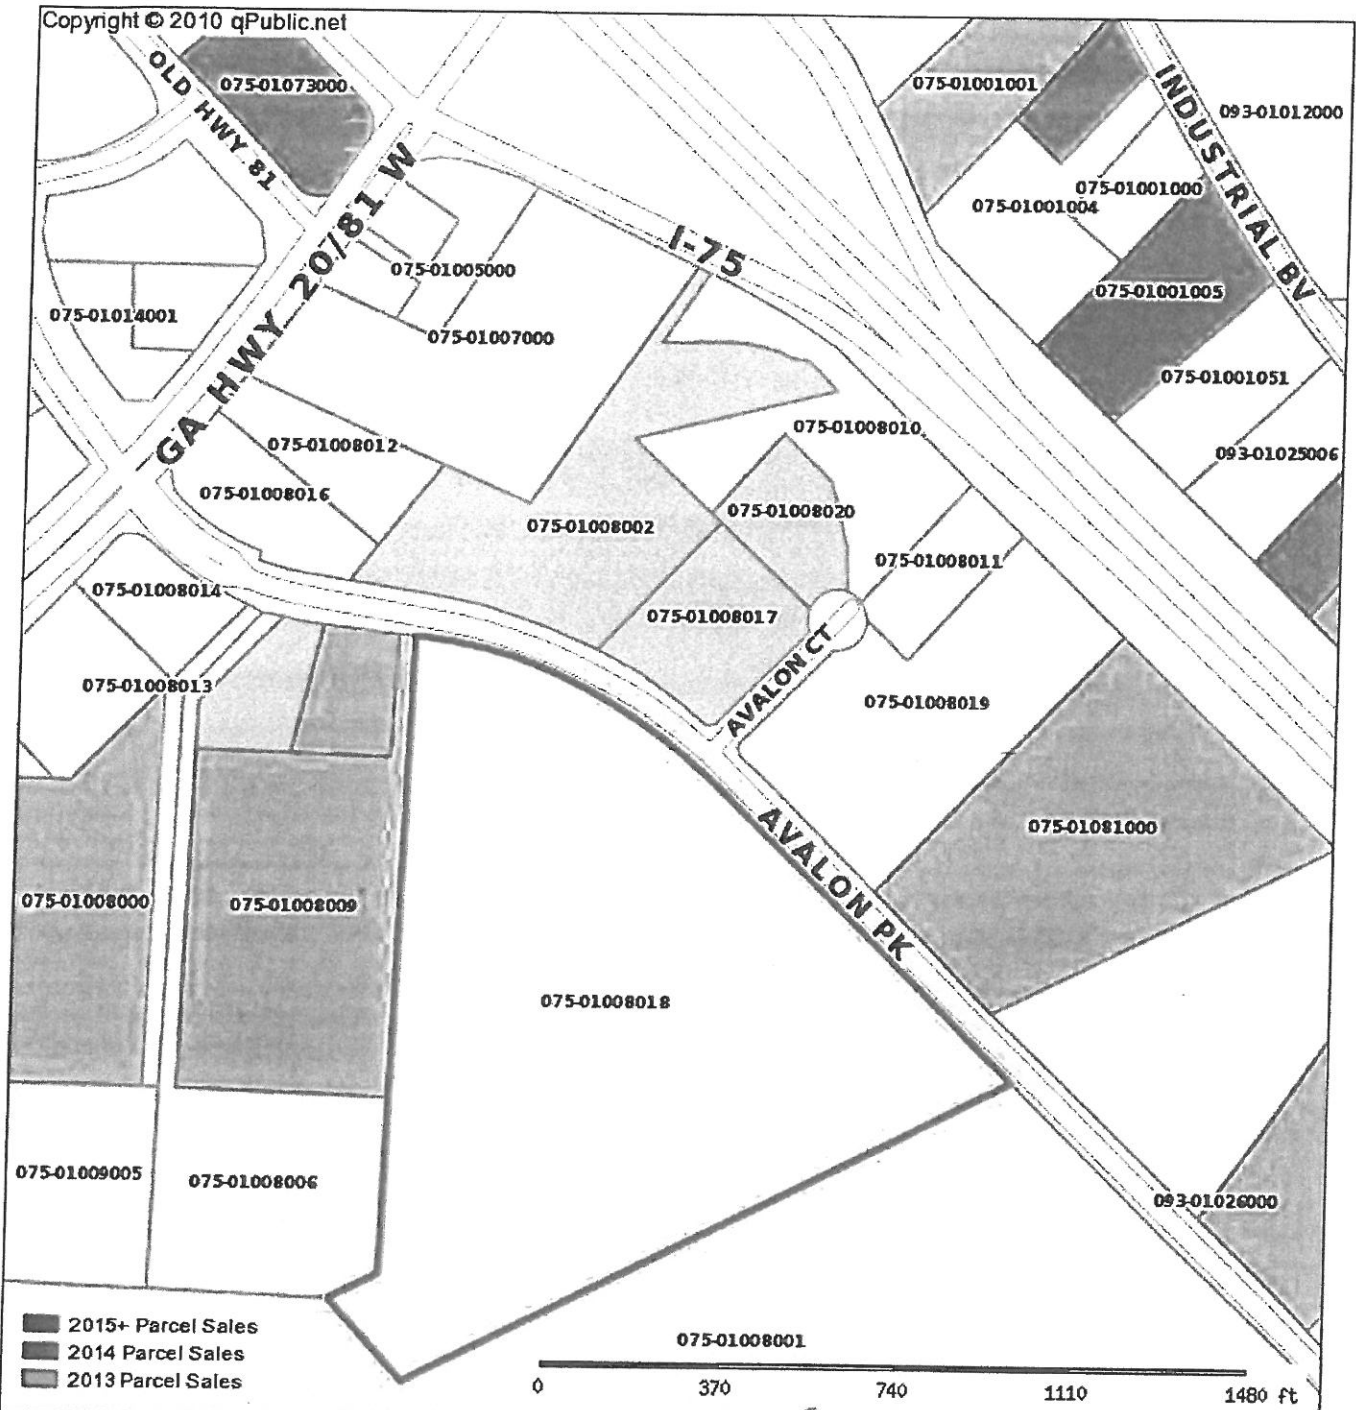 Copyright © 2010 qPublic.net
OLD HWY 81
075-01073000
GA HWY 20/81 W
I-75
INDUSTRIAL BV
075-01001001
093-01012000
075-01001000
075-01001004
075-01005000
075-01001005
075-01014001
075-01007000
075-01001051
075-01008012
075-01008010
093-01025006
075-01008016
075-01008020
075-01008002
075-01008011
075-01008014
075-01008017
AVALON CT
075-01008013
075-01008019
AVALON PK
075-01081000
075-01008000
075-01008009
075-01008018
075-01009005
075-01008006
093-01026000
075-01008001
2015+ Parcel Sales
2014 Parcel Sales
2013 Parcel Sales
0 370 740 1110 1480 ft